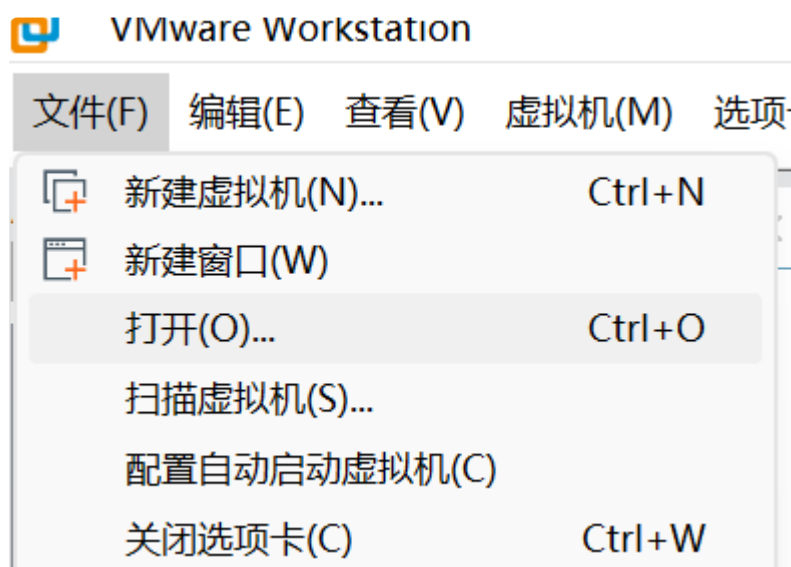 VMware Workstation
文件(F) 编辑(E) 查看(V) 虚拟机(M) 选项
新建虚拟机(N)... Ctrl+N
新建窗口(W)
打开(O)... Ctrl+O
扫描虚拟机(S)...
配置自动启动虚拟机(C)
关闭选项卡(C) Ctrl+W